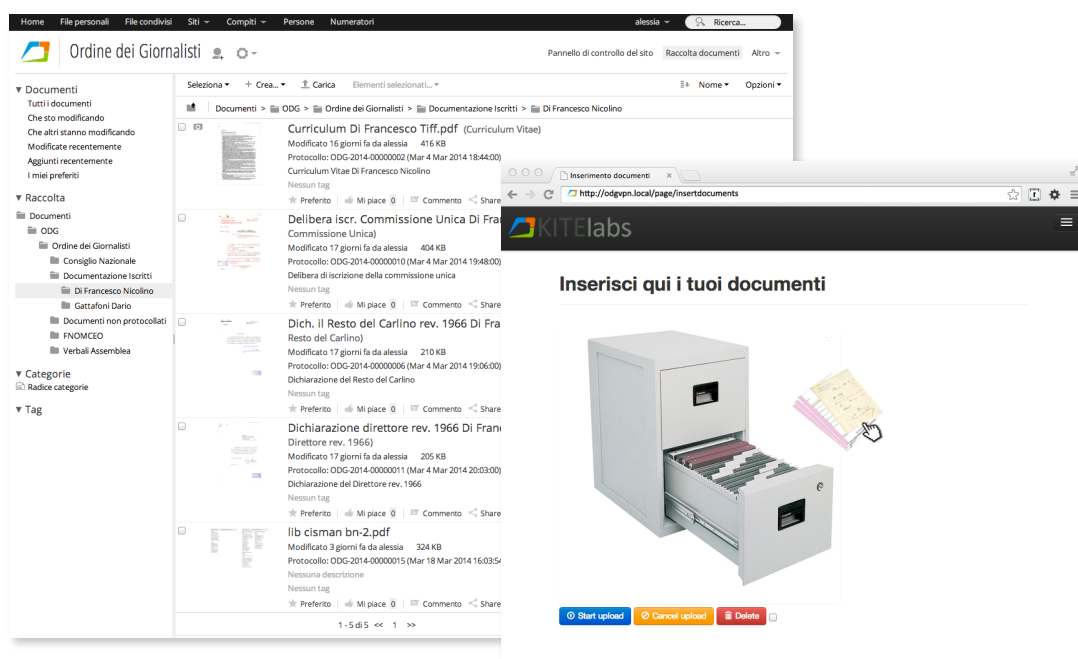 Home File personali File condivisi Siti Compiti Persone Numeratori alessia Ricerca...
Ordine dei Giornalisti
Pannello di controllo del sito Raccolta documenti Altro
Documenti
Tutti i documenti
Che sto modificando
Che altri stanno modificando
Modificate recentemente
Aggiunti recentemente
I miei preferiti
Raccolta
Documenti
ODG
Ordine dei Giornalisti
Consiglio Nazionale
Documentazione Iscritti
Di Francesco Nicolino
Gattafoni Dario
Documenti non protocollati
FNOMCEO
Verbali Assemblea
Categorie
Radice categorie
Tag
Seleziona + Crea... Carica Elementi selezionati... Nome Opzioni
Documenti > ODG > Ordine dei Giornalisti > Documentazione Iscritti > Di Francesco Nicolino
Curriculum Di Francesco Tiff.pdf (Curriculum Vitae)
Modificato 16 giorni fa da alessia 416 KB
Protocollo: ODG-2014-00000002 (Mar 4 Mar 2014 18:44:00)
Curriculum Vitae Di Francesco Nicolino
Nessun tag
Preferito Mi piace 0 Commento Share
Delibera iscr. Commissione Unica Di Fra
Commissione Unica)
Modificato 17 giorni fa da alessia 404 KB
Protocollo: ODG-2014-00000010 (Mar 4 Mar 2014 19:48:00)
Delibera di iscrizione della commissione unica
Nessun tag
Preferito Mi piace 0 Commento Share
Dich. il Resto del Carlino rev. 1966 Di Fra
Resto del Carlino)
Modificato 17 giorni fa da alessia 210 KB
Protocollo: ODG-2014-00000006 (Mar 4 Mar 2014 19:06:00)
Dichiarazione del Resto del Carlino
Nessun tag
Preferito Mi piace 0 Commento Share
Dichiarazione direttore rev. 1966 Di Fran
Direttore rev. 1966)
Modificato 17 giorni fa da alessia 205 KB
Protocollo: ODG-2014-00000011 (Mar 4 Mar 2014 20:03:00)
Dichiarazione del Direttore rev. 1966
Nessun tag
Preferito Mi piace 0 Commento Share
lib cisman bn-2.pdf
Modificato 3 giorni fa da alessia 324 KB
Protocollo: ODG-2014-00000015 (Mar 18 Mar 2014 16:03:54
Nessuna descrizione
Nessun tag
Preferito Mi piace 0 Commento Share
1 - 5 di 5 << 1 >>
Inserimento documenti ×
http://odgvpn.local/page/insertdocuments
KITElabs
Inserisci qui i tuoi documenti
Start upload Cancel upload Delete